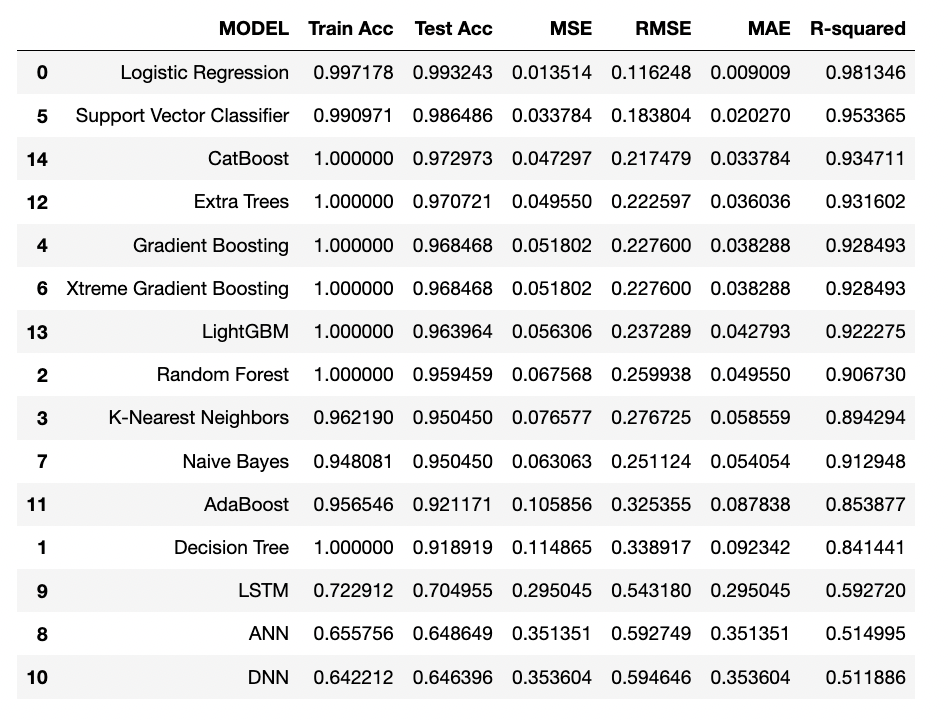 MODEL Train Acc Test Acc MSE RMSE MAE R-squared
0 Logistic Regression 0.997178 0.993243 0.013514 0.116248 0.009009 0.981346
5 Support Vector Classifier 0.990971 0.986486 0.033784 0.183804 0.020270 0.953365
14 CatBoost 1.000000 0.972973 0.047297 0.217479 0.033784 0.934711
12 Extra Trees 1.000000 0.970721 0.049550 0.222597 0.036036 0.931602
4 Gradient Boosting 1.000000 0.968468 0.051802 0.227600 0.038288 0.928493
6 Xtreme Gradient Boosting 1.000000 0.968468 0.051802 0.227600 0.038288 0.928493
13 LightGBM 1.000000 0.963964 0.056306 0.237289 0.042793 0.922275
2 Random Forest 1.000000 0.959459 0.067568 0.259938 0.049550 0.906730
3 K-Nearest Neighbors 0.962190 0.950450 0.076577 0.276725 0.058559 0.894294
7 Naive Bayes 0.948081 0.950450 0.063063 0.251124 0.054054 0.912948
11 AdaBoost 0.956546 0.921171 0.105856 0.325355 0.087838 0.853877
1 Decision Tree 1.000000 0.918919 0.114865 0.338917 0.092342 0.841441
9 LSTM 0.722912 0.704955 0.295045 0.543180 0.295045 0.592720
8 ANN 0.655756 0.648649 0.351351 0.592749 0.351351 0.514995
10 DNN 0.642212 0.646396 0.353604 0.594646 0.353604 0.511886